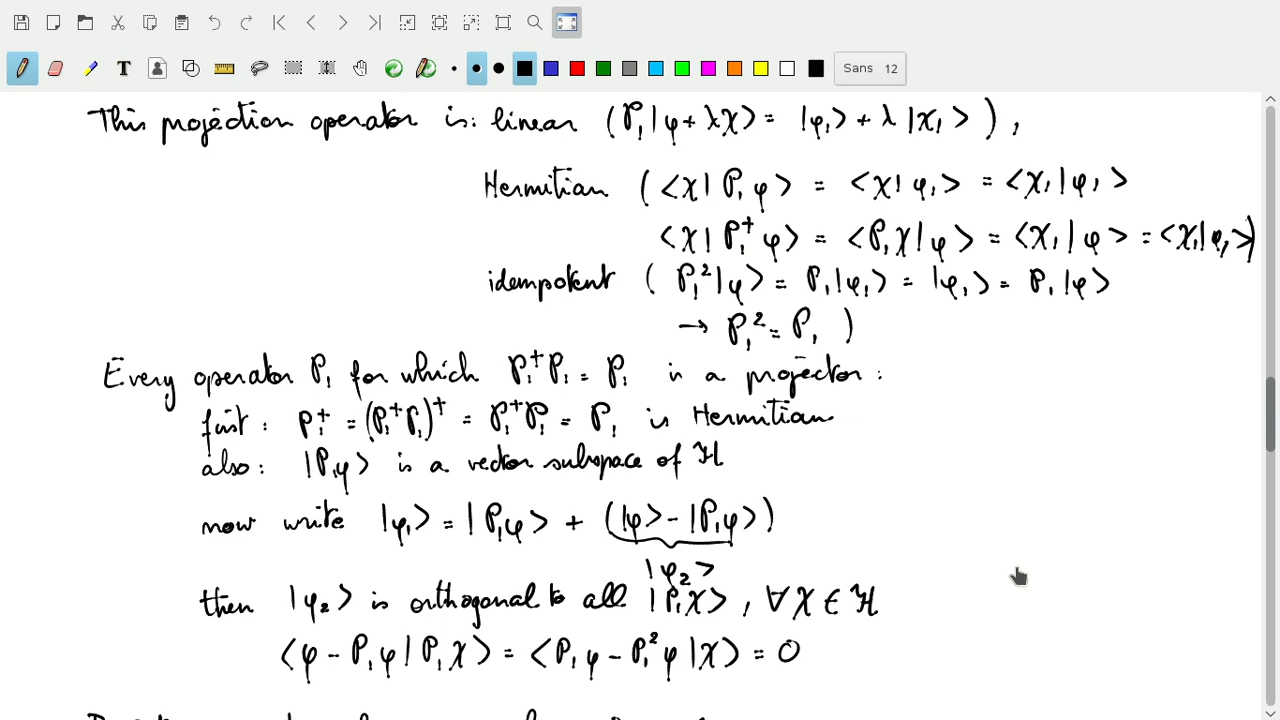 Sans 12
This projection operator is: linear (P₁|φ+λχ> = |φ₁> + λ|χ₁>),
Hermitian (<χ|P₁φ> = <χ|φ₁> = <χ₁|φ₁>
<χ|P₁⁺φ> = <P₁χ|φ> = <χ₁|φ> = <χ₁|φ₁>)
idempotent (P₁²|φ> = P₁|φ₁> = |φ₁> = P₁|φ>
→ P₁² = P₁)
Every operator P₁ for which P₁⁺P₁ = P₁ is a projector:
first: P₁⁺ = (P₁⁺P₁)⁺ = P₁⁺P₁ = P₁ is Hermitian
also: |P₁φ> is a vector subspace of ℋ
now write |φ₁> = |P₁φ> + (|φ> - |P₁φ>)
|φ₂>
then |φ₂> is orthogonal to all |P₁χ>, ∀χ∈ℋ
<φ - P₁φ|P₁χ> = <P₁φ - P₁²φ|χ> = 0